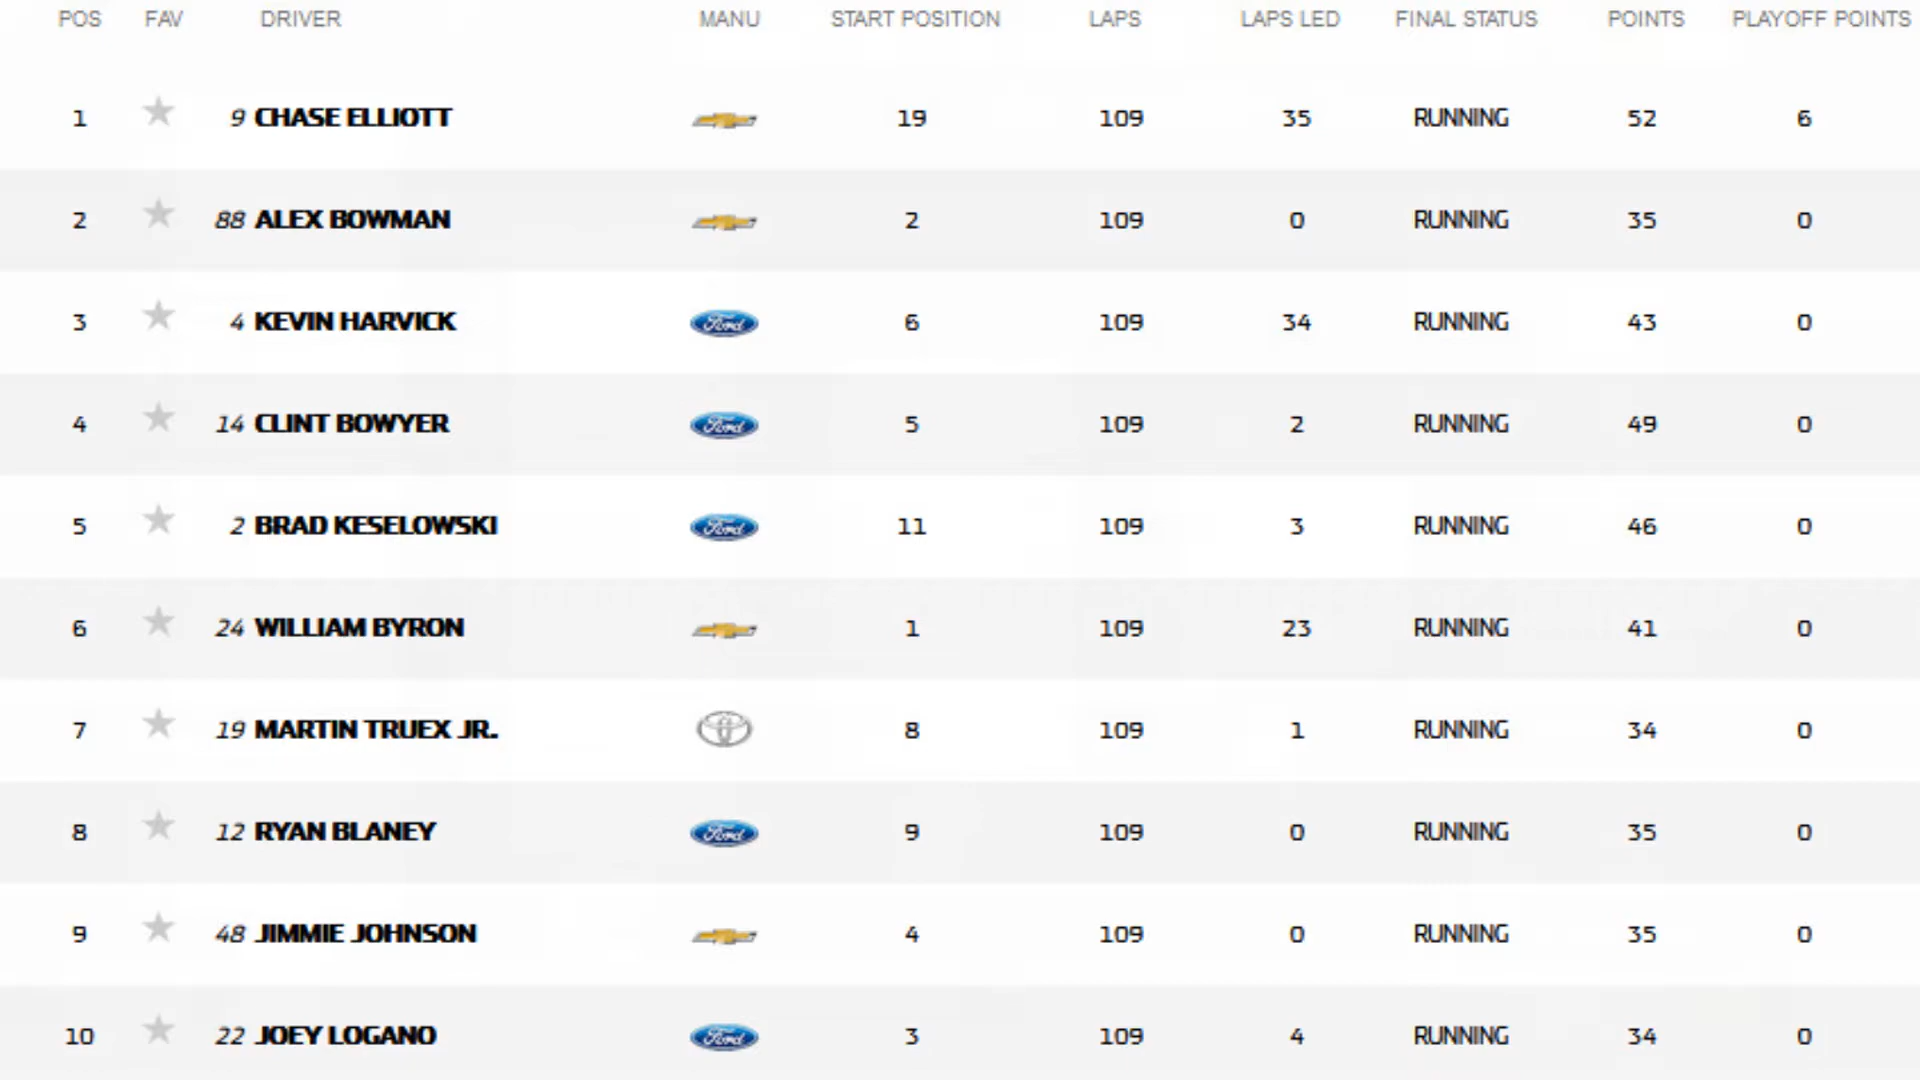 POS FAV DRIVER MANU START POSITION LAPS LAPS LED FINAL STATUS POINTS PLAYOFF POINTS
1 9 CHASE ELLIOTT 19 109 35 RUNNING 52 6
2 88 ALEX BOWMAN 2 109 0 RUNNING 35 0
3 4 KEVIN HARVICK Ford 6 109 34 RUNNING 43 0
4 14 CLINT BOWYER Ford 5 109 2 RUNNING 49 0
5 2 BRAD KESELOWSKI Ford 11 109 3 RUNNING 46 0
6 24 WILLIAM BYRON 1 109 23 RUNNING 41 0
7 19 MARTIN TRUEX JR. 8 109 1 RUNNING 34 0
8 12 RYAN BLANEY Ford 9 109 0 RUNNING 35 0
9 48 JIMMIE JOHNSON 4 109 0 RUNNING 35 0
10 22 JOEY LOGANO Ford 3 109 4 RUNNING 34 0